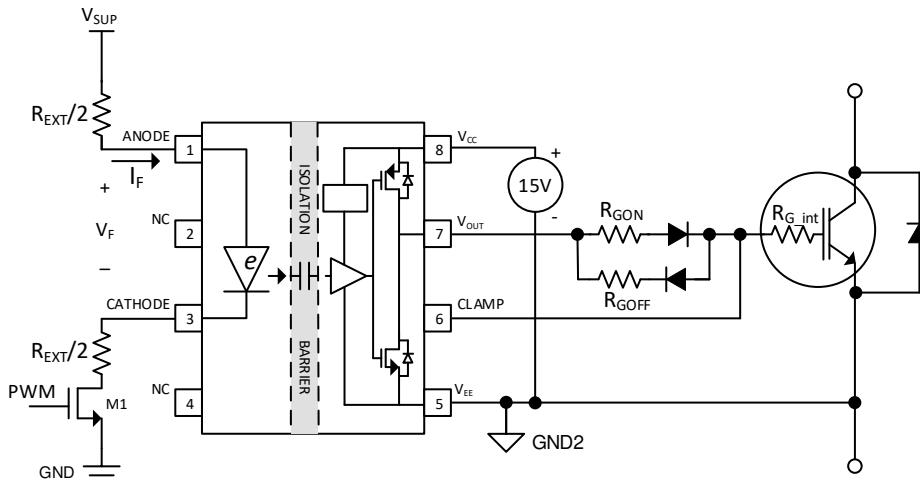 VSUP
REXT/2
ANODE
1
IF
+
VF
–
NC
2
CATHODE
3
REXT/2
PWM
M1
NC
4
GND
e
ISOLATION
BARRIER
8
VCC
7
VOUT
6
CLAMP
5
VEE
+
15V
-
GND2
RGON
RGOFF
RG_int